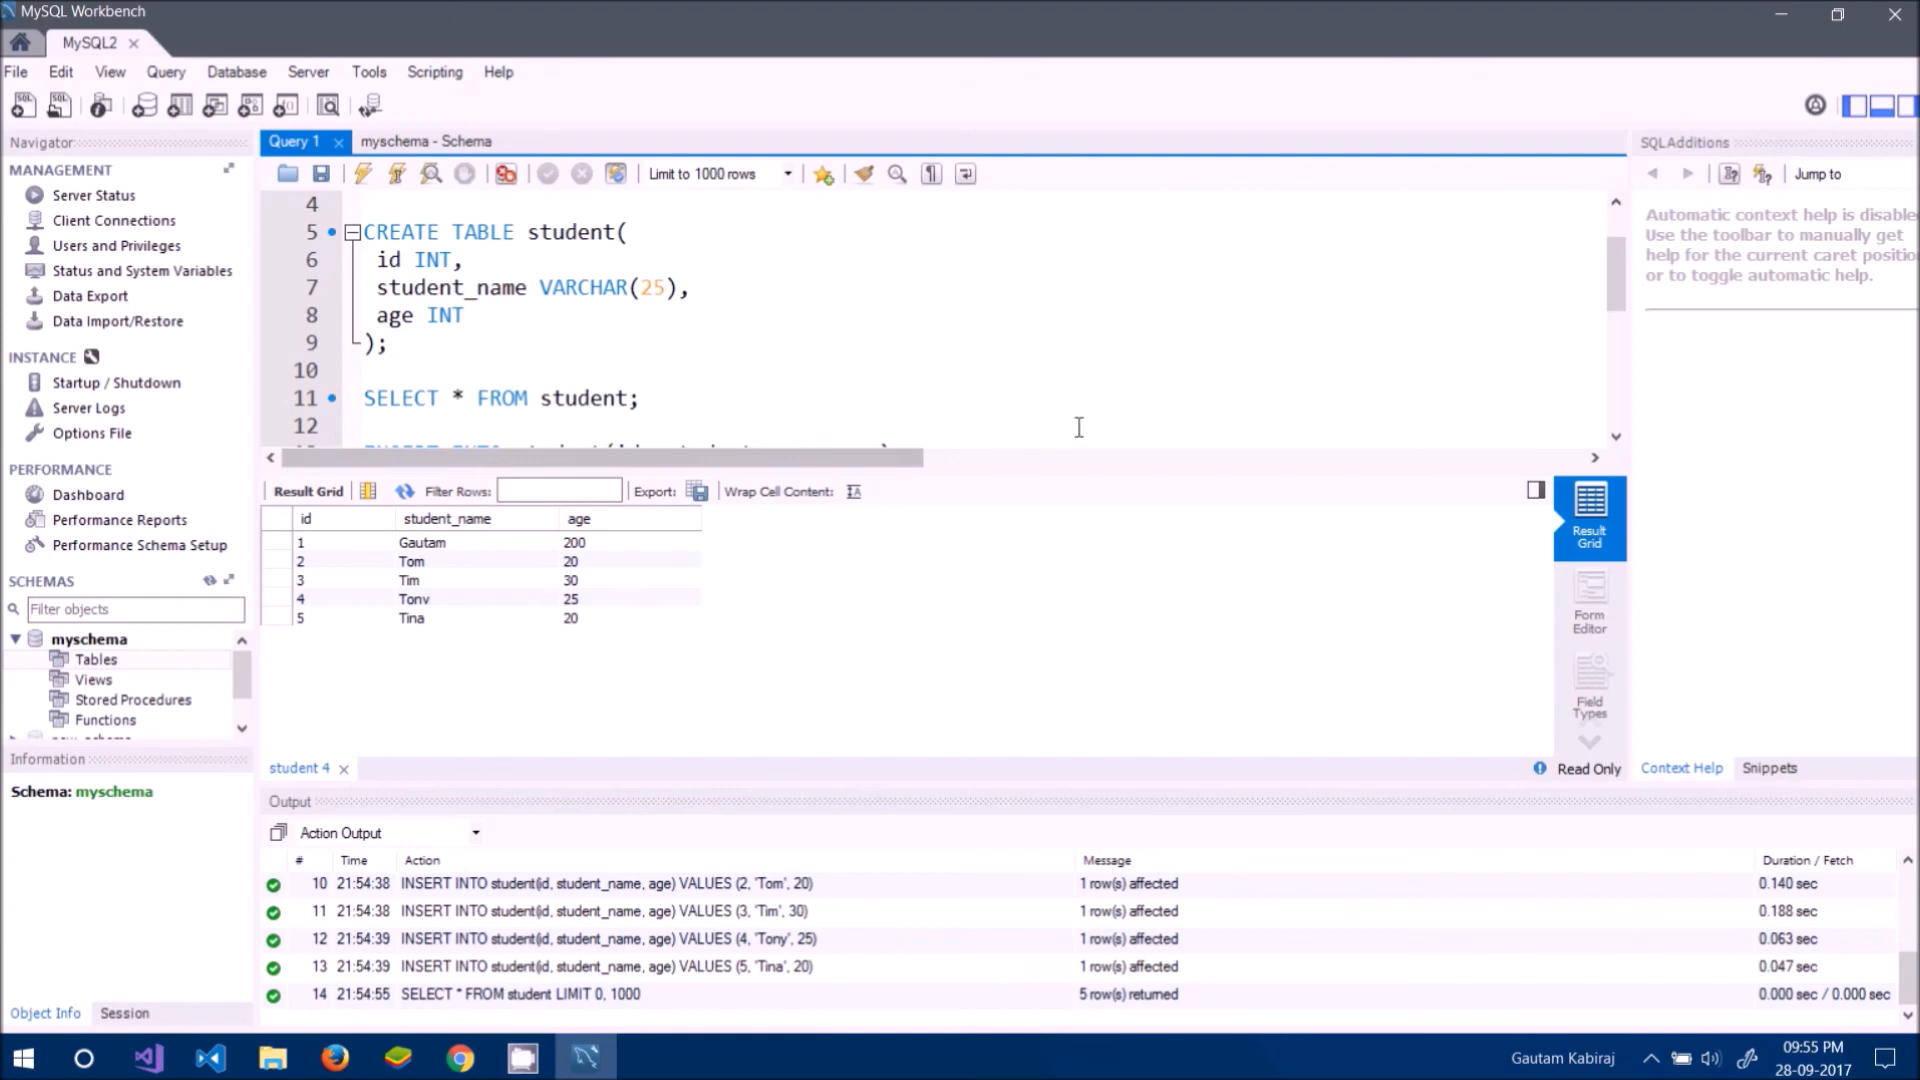 MySQL Workbench
MySQL2
File Edit View Query Database Server Tools Scripting Help
Navigator
MANAGEMENT
Server Status
Client Connections
Users and Privileges
Status and System Variables
Data Export
Data Import/Restore
INSTANCE
Startup / Shutdown
Server Logs
Options File
PERFORMANCE
Dashboard
Performance Reports
Performance Schema Setup
SCHEMAS
Filter objects
myschema
Tables
Views
Stored Procedures
Functions
Information
Schema: myschema
Object Info Session
Query 1 myschema - Schema
Limit to 1000 rows
4
5 CREATE TABLE student(
6 id INT,
7 student_name VARCHAR(25),
8 age INT
9 );
10
11 SELECT * FROM student;
12
Result Grid Filter Rows: Export: Wrap Cell Content:
id student_name age
1 Gautam 200
2 Tom 20
3 Tim 30
4 Tony 25
5 Tina 20
Result Grid
Form Editor
Field Types
student 4
Read Only
SQLAdditions
Jump to
Automatic context help is disable
Use the toolbar to manually get
help for the current caret positio
or to toggle automatic help.
Context Help Snippets
Output
Action Output
# Time Action Message Duration / Fetch
10 21:54:38 INSERT INTO student(id, student_name, age) VALUES (2, 'Tom', 20) 1 row(s) affected 0.140 sec
11 21:54:38 INSERT INTO student(id, student_name, age) VALUES (3, 'Tim', 30) 1 row(s) affected 0.188 sec
12 21:54:39 INSERT INTO student(id, student_name, age) VALUES (4, 'Tony', 25) 1 row(s) affected 0.063 sec
13 21:54:39 INSERT INTO student(id, student_name, age) VALUES (5, 'Tina', 20) 1 row(s) affected 0.047 sec
14 21:54:55 SELECT * FROM student LIMIT 0, 1000 5 row(s) returned 0.000 sec / 0.000 sec
Gautam Kabiraj
09:55 PM
28-09-2017